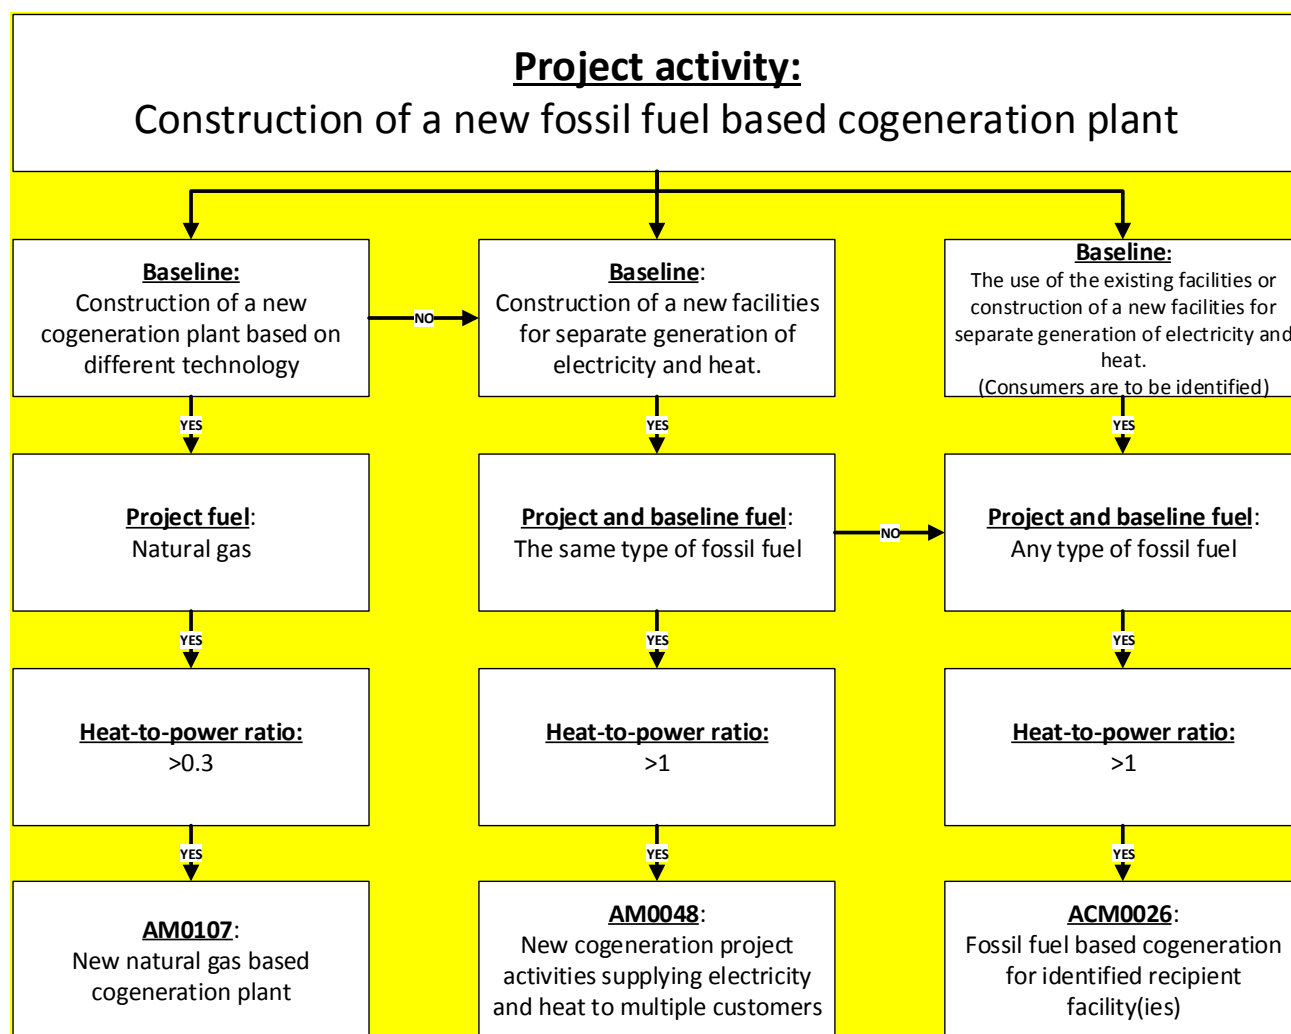 Project activity:
Construction of a new fossil fuel based cogeneration plant
Baseline:
Construction of a new
cogeneration plant based on
different technology
NO
Baseline:
Construction of a new facilities
for separate generation of
electricity and heat.
Baseline:
The use of the existing facilities or
construction of a new facilities for
separate generation of electricity and
heat.
(Consumers are to be identified)
YES
YES
YES
Project fuel:
Natural gas
Project and baseline fuel:
The same type of fossil fuel
NO
Project and baseline fuel:
Any type of fossil fuel
YES
YES
YES
Heat-to-power ratio:
>0.3
Heat-to-power ratio:
>1
Heat-to-power ratio:
>1
YES
YES
YES
AM0107:
New natural gas based
cogeneration plant
AM0048:
New cogeneration project
activities supplying electricity
and heat to multiple customers
ACM0026:
Fossil fuel based cogeneration
for identified recipient
facility(ies)